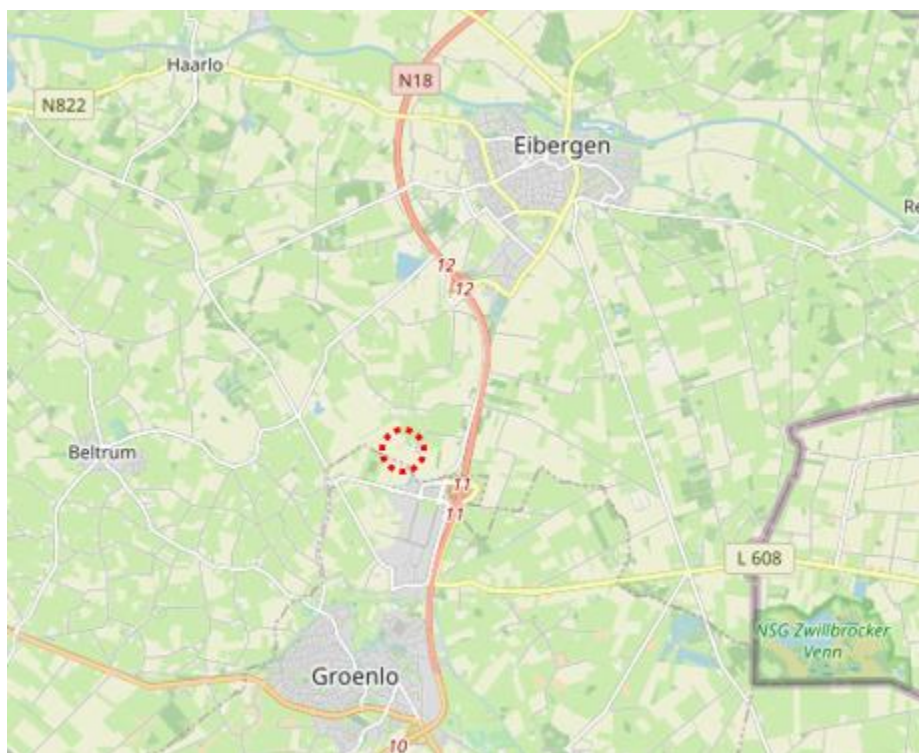 Haarlo
N18
N822
Eibergen
Re
12
12
Beltrum
11
11
L 608
NSG Zwillbrocker
Venn
Groenlo
10